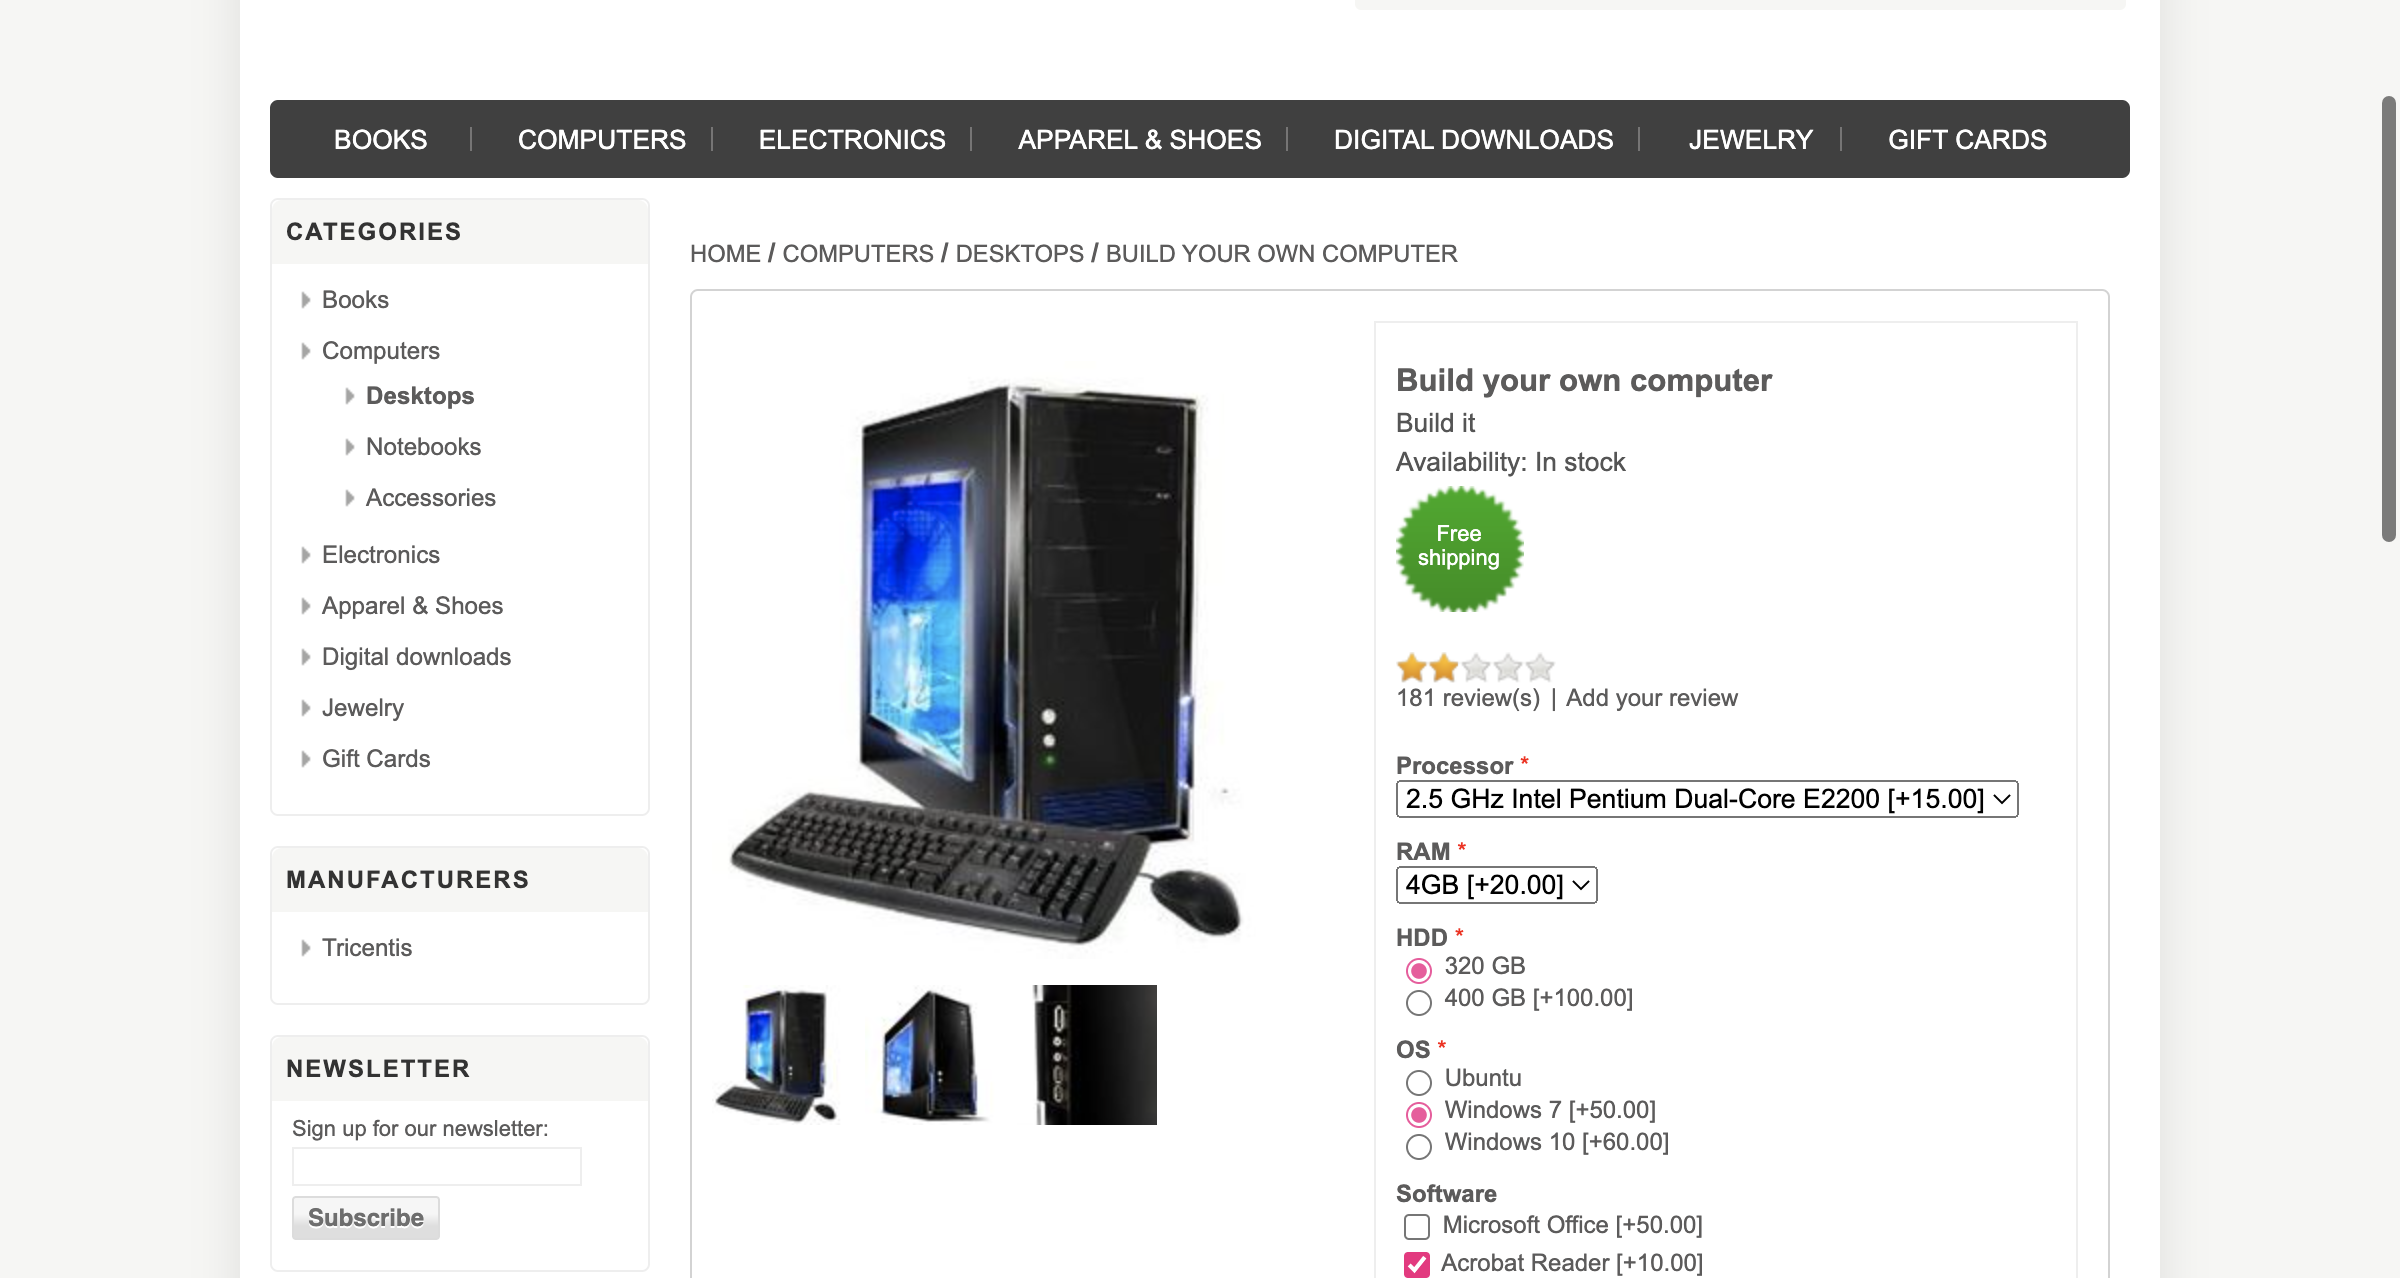 BOOKS COMPUTERS ELECTRONICS APPAREL & SHOES DIGITAL DOWNLOADS JEWELRY GIFT CARDS
CATEGORIES
Books
Computers
Desktops
Notebooks
Accessories
Electronics
Apparel & Shoes
Digital downloads
Jewelry
Gift Cards
MANUFACTURERS
Tricentis
NEWSLETTER
Sign up for our newsletter:
Subscribe
HOME / COMPUTERS / DESKTOPS / BUILD YOUR OWN COMPUTER
Build your own computer
Build it
Availability: In stock
Free
shipping
181 review(s) | Add your review
Processor *
2.5 GHz Intel Pentium Dual-Core E2200 [+15.00]
RAM *
4GB [+20.00]
HDD *
320 GB
400 GB [+100.00]
OS *
Ubuntu
Windows 7 [+50.00]
Windows 10 [+60.00]
Software
Microsoft Office [+50.00]
Acrobat Reader [+10.00]